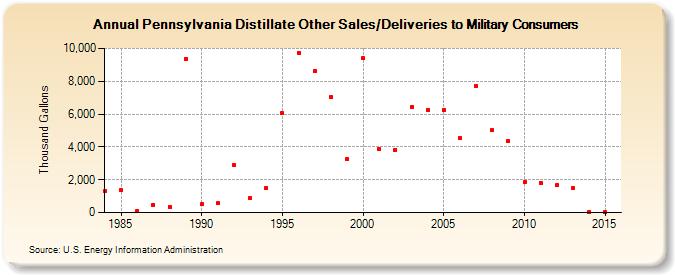 Annual Pennsylvania Distillate Other Sales/Deliveries to Military Consumers
Thousand Gallons
10,000
8,000
6,000
4,000
2,000
0
1985 1990 1995 2000 2005 2010 2015
Source: U.S. Energy Information Administration